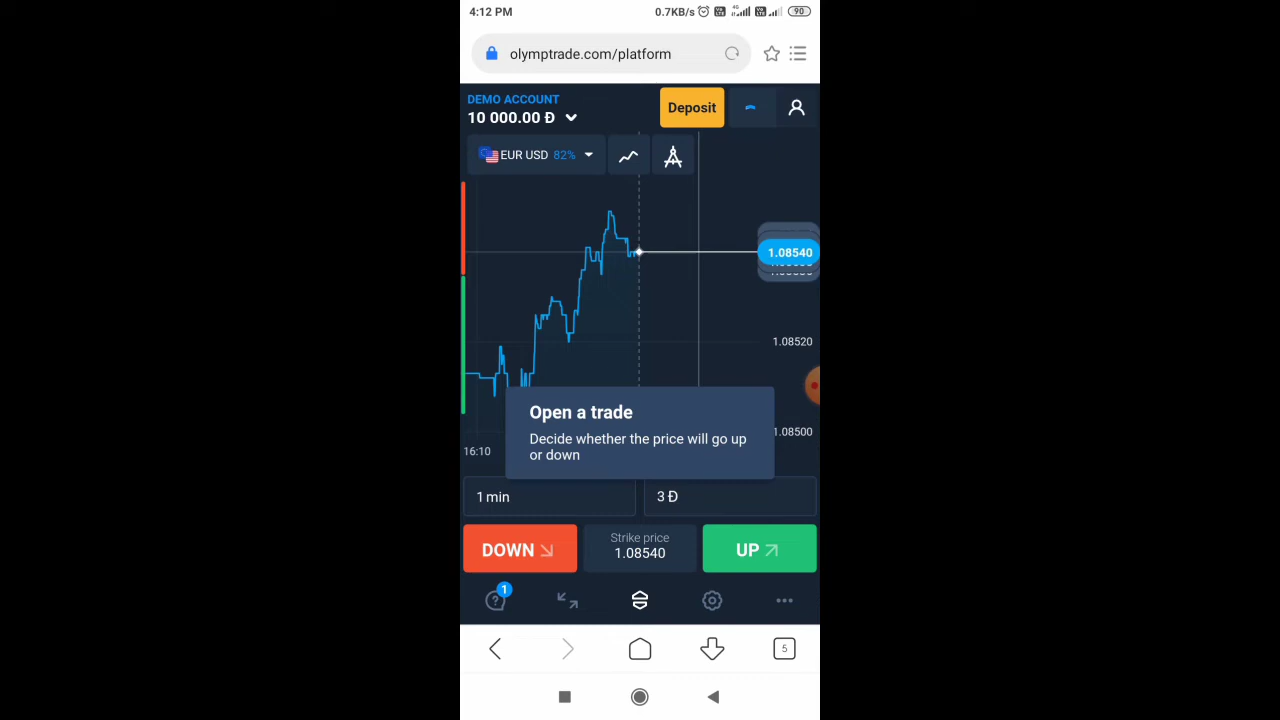 4:12 PM
0.7KB/s
4G
90
olymptrade.com/platform
DEMO ACCOUNT
10 000.00 Đ
Deposit
EUR USD 82%
1.08540
1.08520
1.08500
16:10
Open a trade
Decide whether the price will go up
or down
1 min
3 Đ
DOWN
Strike price
1.08540
UP
1
5